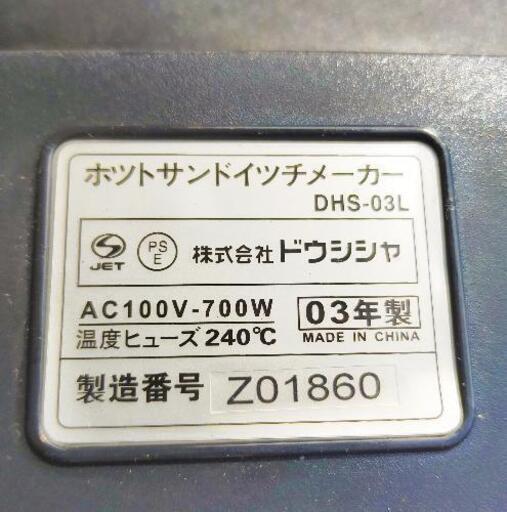 ホツトサンドイツチメーカー
DHS-03L
JET PSE 株式会社ドウシシャ
AC100V-700W 03年製
温度ヒューズ240℃ MADE IN CHINA
製造番号 Z01860